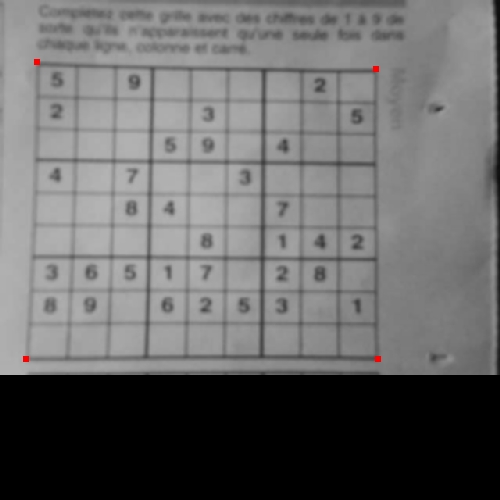 Complétez cette grille avec des chiffres de 1 à 9 de
sorte qu'ils n'apparaissent qu'une seule fois dans
chaque ligne, colonne et carré.
Moyen
5 9 2
2 3 5
5 9 4
4 7 3
8 4 7
8 1 4 2
3 6 5 1 7 2 8
8 9 6 2 5 3 1